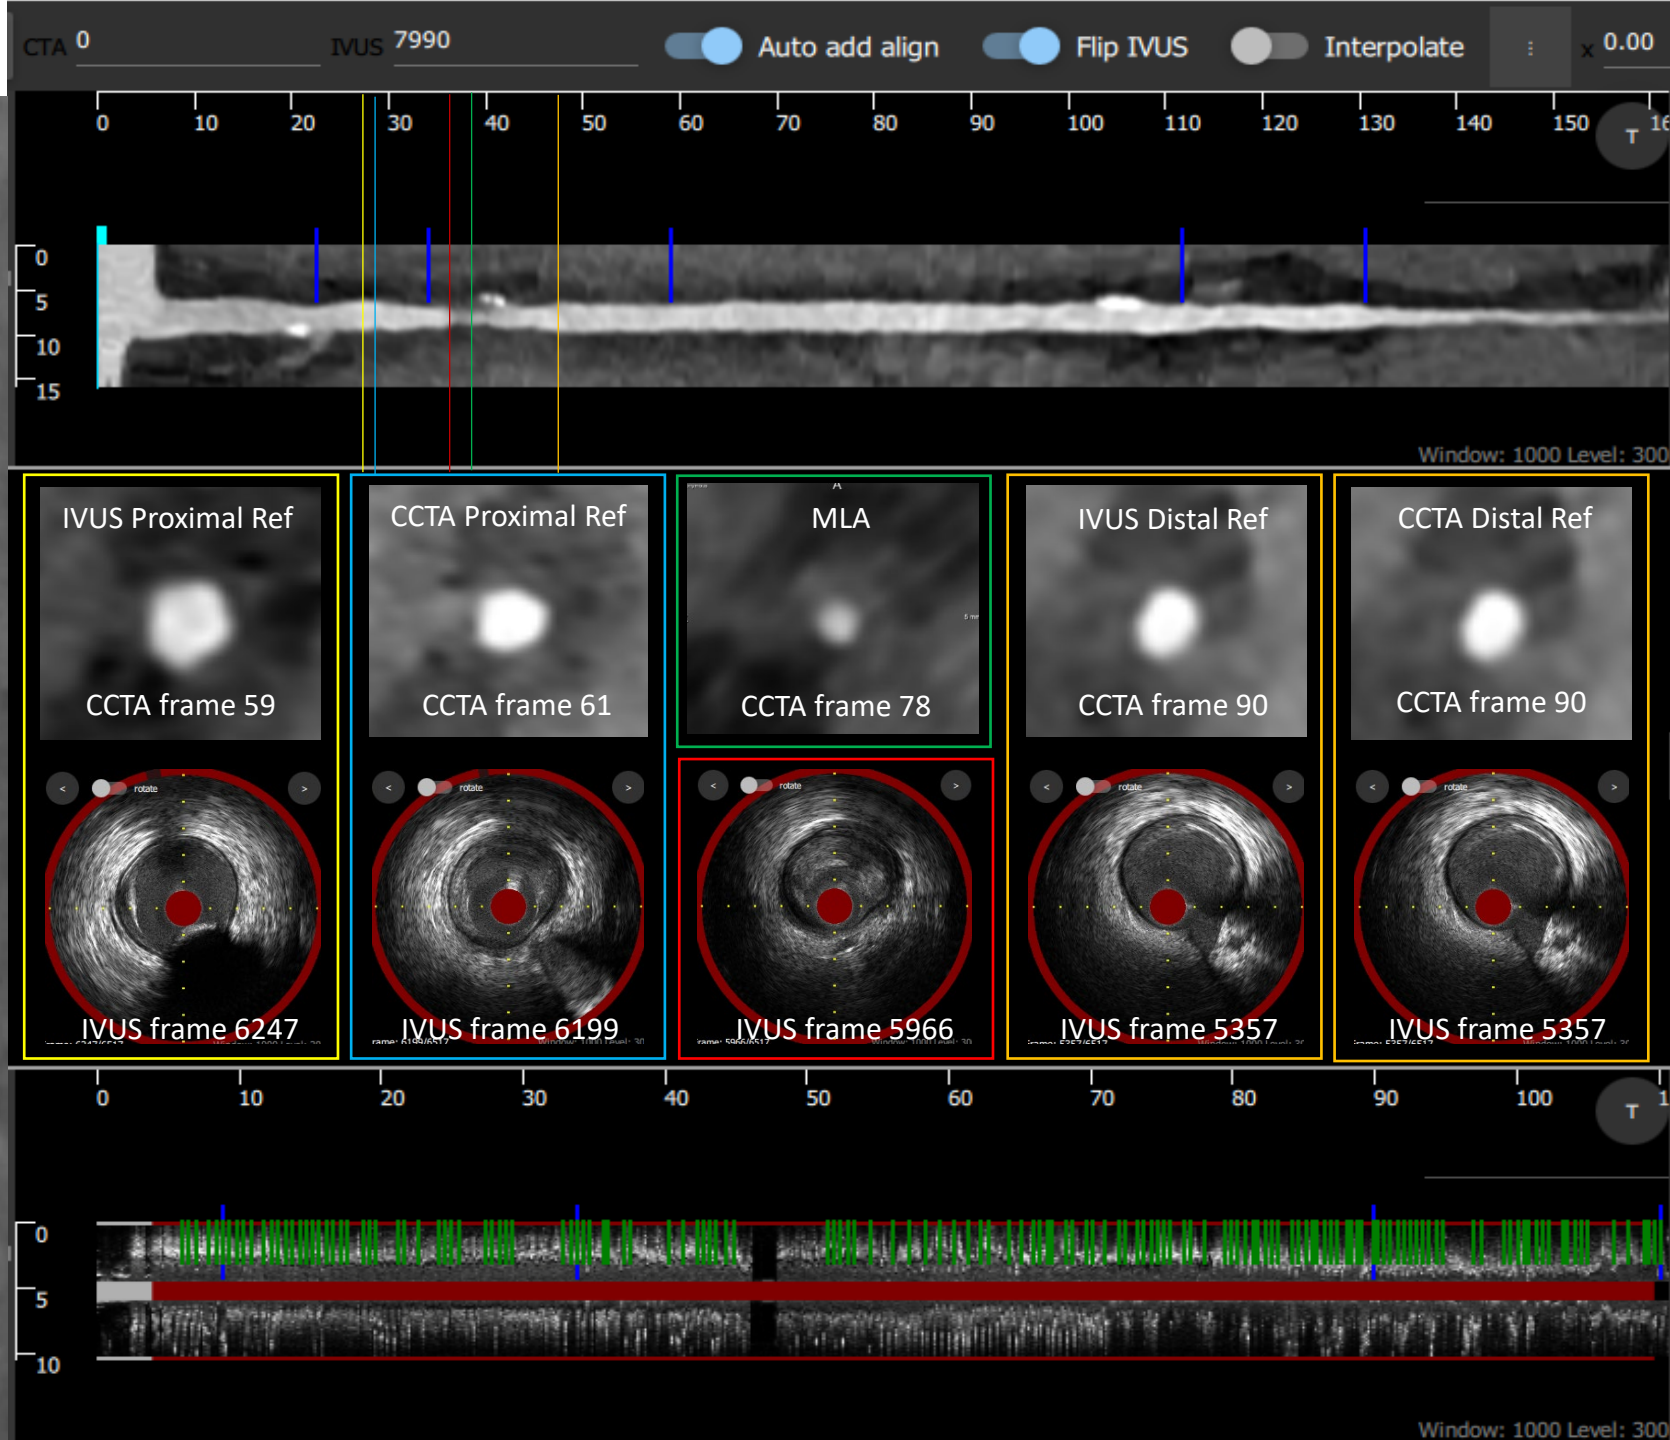 CTA 0 IVUS 7990 Auto add align Flip IVUS Interpolate x 0.00
0 10 20 30 40 50 60 70 80 90 100 110 120 130 140 150 16
T
0
5
10
15
Window: 1000 Level: 300
IVUS Proximal Ref
CCTA frame 59
< rotate >
IVUS frame 6247
CCTA Proximal Ref
CCTA frame 61
< rotate >
IVUS frame 6199
A
MLA
5 mm
CCTA frame 78
< rotate >
IVUS frame 5966
IVUS Distal Ref
CCTA frame 90
< rotate >
IVUS frame 5357
CCTA Distal Ref
CCTA frame 90
< rotate >
IVUS frame 5357
0 10 20 30 40 50 60 70 80 90 100 1
T
0
5
10
Window: 1000 Level: 300